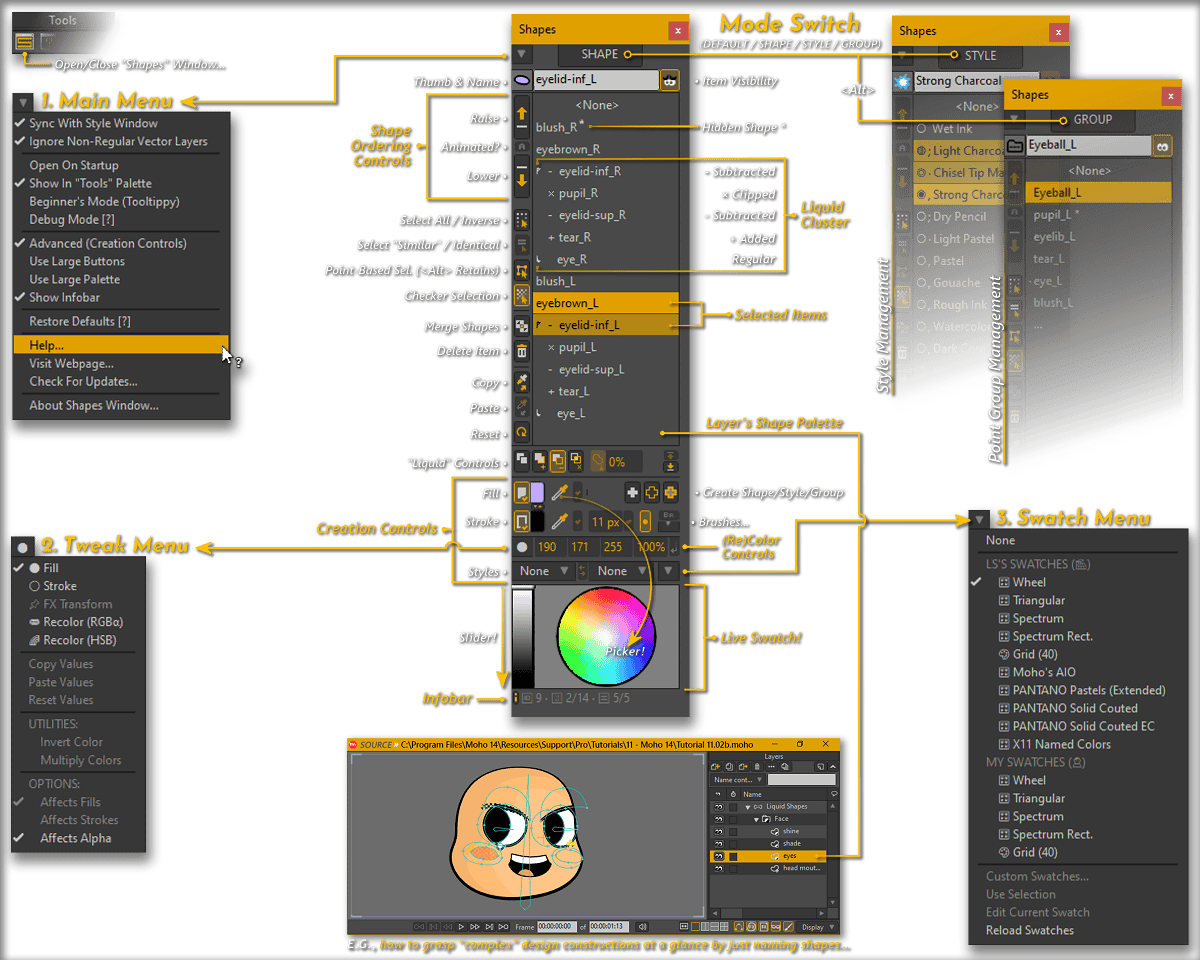 Tools
Open/Close "Shapes" Window...
1. Main Menu
Sync With Style Window
Ignore Non-Regular Vector Layers
Open On Startup
Show In "Tools" Palette
Beginner's Mode (Tooltippy)
Debug Mode [?]
Advanced (Creation Controls)
Use Large Buttons
Use Large Palette
Show Infobar
Restore Defaults [?]
Help...
Visit Webpage...
Check For Updates...
About Shapes Window...
Shapes
x
SHAPE
Thumb & Name
eyelid-inf_L
Item Visibility
Mode Switch
(DEFAULT / SHAPE / STYLE / GROUP)
<Alt>
Shape Ordering Controls
Raise
Animated?
Lower
Select All / Inverse
Select "Similar" / Identical
Point-Based Sel. (<Alt> Retains)
Checker Selection
Merge Shapes
Delete Item
Copy
Paste
Reset
"Liquid" Controls
<None>
blush_R *
Hidden Shape *
eyebrown_R
- eyelid-inf_R
- Subtracted
× pupil_R
× Clipped
- eyelid-sup_R
- Subtracted
+ tear_R
+ Added
eye_R
Regular
Liquid Cluster
blush_L
eyebrown_L
- eyelid-inf_L
Selected Items
× pupil_L
- eyelid-sup_L
+ tear_L
eye_L
Layer's Shape Palette
0%
Creation Controls
Fill
Create Shape/Style/Group
Stroke
11 px
Brushes...
190 171 255 100%
(Re)Color Controls
Styles
None None
Slider!
Picker!
Live Swatch!
Infobar
9 · 2/14 · 5/5
Shapes
x
STYLE
Strong Charcoal
<None>
Wet Ink
Light Charcoa
Chisel Tip Ma
Strong Charco
Dry Pencil
Light Pastel
Pastel
Gouache
Rough Ink
Watercolor
Style Management
Shapes
x
GROUP
Eyeball_L
<None>
Eyeball_L
pupil_L *
eyelib_L
tear_L
eye_L
blush_L
...
Point Group Management
2. Tweak Menu
Fill
Stroke
FX Transform
Recolor (RGBα)
Recolor (HSB)
Copy Values
Paste Values
Reset Values
UTILITIES:
Invert Color
Multiply Colors
OPTIONS:
Affects Fills
Affects Strokes
Affects Alpha
3. Swatch Menu
None
LS'S SWATCHES
Wheel
Triangular
Spectrum
Spectrum Rect.
Grid (40)
Moho's AIO
PANTANO Pastels (Extended)
PANTANO Solid Couted
PANTANO Solid Couted EC
X11 Named Colors
MY SWATCHES
Wheel
Triangular
Spectrum
Spectrum Rect.
Grid (40)
Custom Swatches...
Use Selection
Edit Current Swatch
Reload Swatches
SOURCE » C:\Program Files\Moho 14\Resources\Support\Pro\Tutorials\11 - Moho 14\Tutorial 11.02b.moho
Layers
Name cont...
Name
Liquid Shapes
Face
shine
shade
eyes
head mout...
Frame 00:00:00:00 of 00:00:01:13
Display
E.G., how to grasp "complex" design constructions at a glance by just naming shapes...